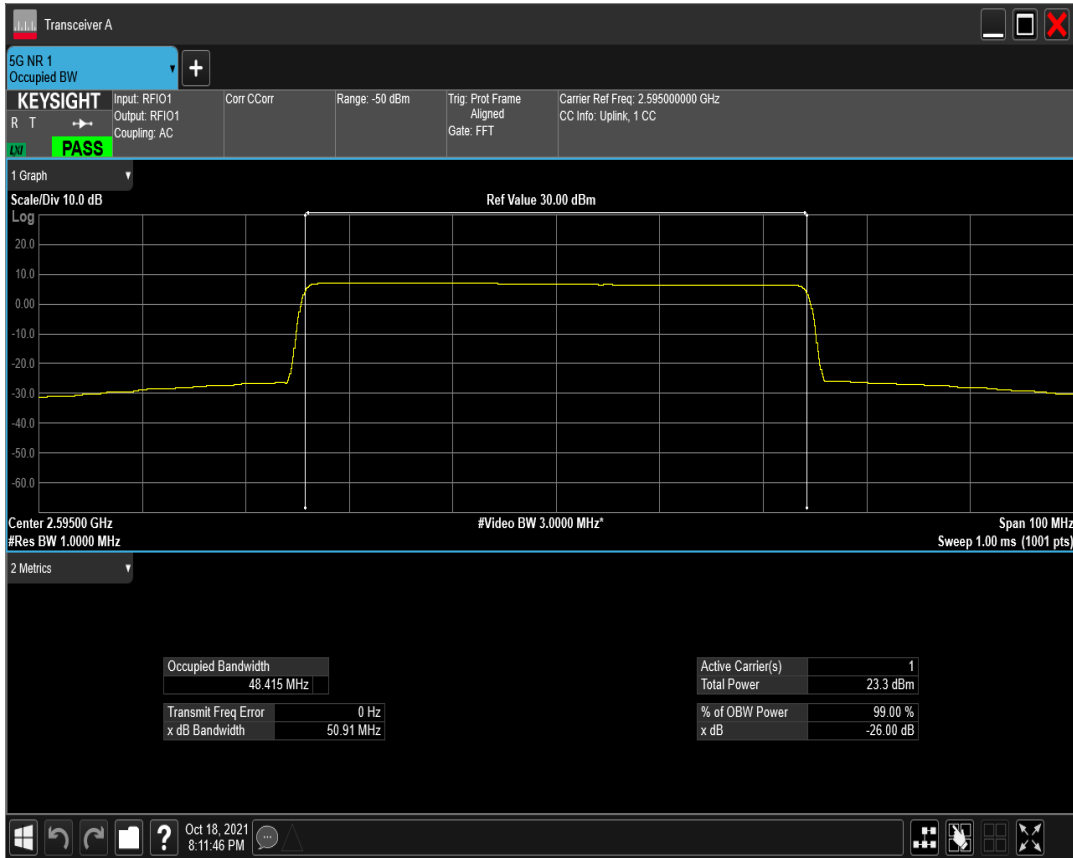 Transceiver A
5G NR 1
Occupied BW
KEYSIGHT
R T
LXI
PASS
Input: RFIO1
Output: RFIO1
Coupling: AC
Corr CCorr
Range: -50 dBm
Trig: Prot Frame
Aligned
Gate: FFT
Carrier Ref Freq: 2.595000000 GHz
CC Info: Uplink, 1 CC
1 Graph
Scale/Div 10.0 dB
Ref Value 30.00 dBm
Log
20.0
10.0
0.00
-10.0
-20.0
-30.0
-40.0
-50.0
-60.0
Center 2.59500 GHz
#Video BW 3.0000 MHz*
Span 100 MHz
#Res BW 1.0000 MHz
Sweep 1.00 ms (1001 pts)
2 Metrics
Occupied Bandwidth
48.415 MHz
Transmit Freq Error 0 Hz
x dB Bandwidth 50.91 MHz
Active Carrier(s) 1
Total Power 23.3 dBm
% of OBW Power 99.00 %
x dB -26.00 dB
?
Oct 18, 2021
8:11:46 PM